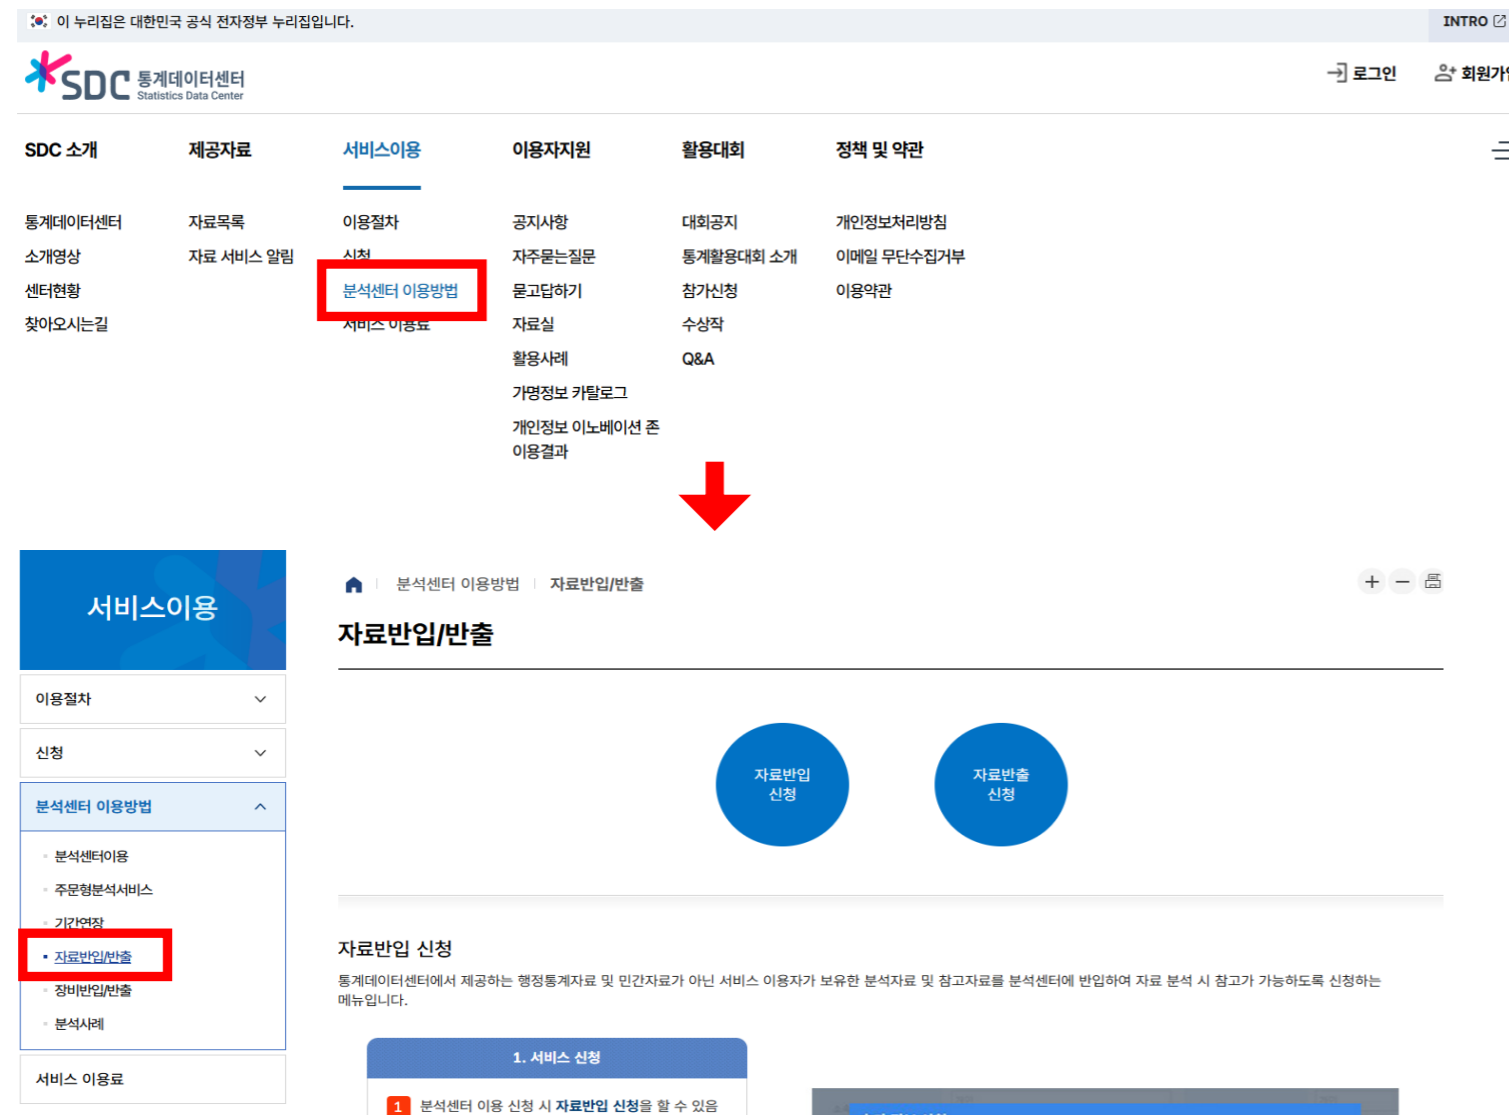 이 누리집은 대한민국 공식 전자정부 누리집입니다.
INTRO
SDC 통계데이터센터
Statistics Data Center
로그인
SDC 소개 제공자료 서비스이용 이용자지원 활용대회 정책 및 약관
통계데이터센터 자료목록 이용절차 공지사항 대회공지 개인정보처리방침
소개영상 자료 서비스 알림 신청 자주묻는질문 통계활용대회 소개 이메일 무단수집거부
센터현황 분석센터 이용방법 묻고답하기 참가신청 이용약관
찾아오시는길 서비스 이용료 자료실 수상작
활용사례 Q&A
가명정보 카탈로그
개인정보 이노베이션 존
이용결과
서비스이용
이용절차
신청
분석센터 이용방법
분석센터이용
주문형분석서비스
기간연장
자료반입/반출
장비반입/반출
분석사례
서비스 이용료
분석센터 이용방법 자료반입/반출
자료반입/반출
자료반입
신청
자료반출
신청
자료반입 신청
통계데이터센터에서 제공하는 행정통계자료 및 민간자료가 아닌 서비스 이용자가 보유한 분석자료 및 참고자료를 분석센터에 반입하여 자료 분석 시 참고가 가능하도록 신청하는
메뉴입니다.
1. 서비스 신청
1 분석센터 이용 신청 시 자료반입 신청을 할 수 있음